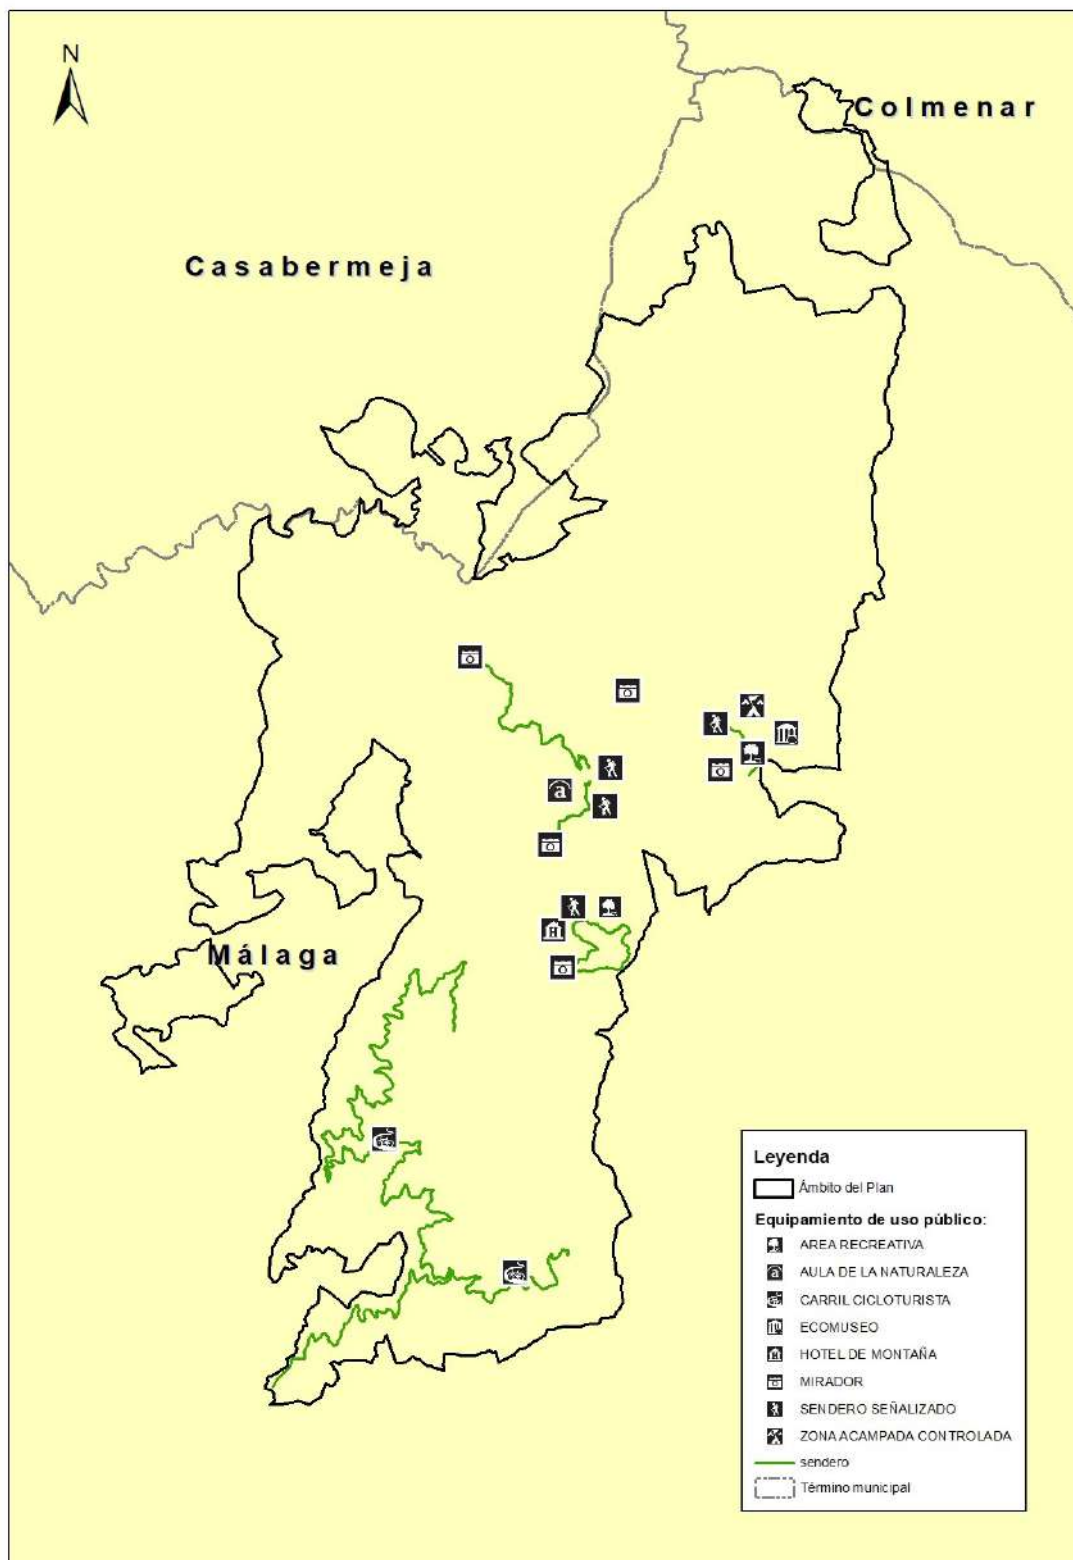 N
Colmenar
Casabermeja
Málaga
Leyenda
Ámbito del Plan
Equipamiento de uso público:
AREA RECREATIVA
AULA DE LA NATURALEZA
CARRIL CICLOTURISTA
ECOMUSEO
HOTEL DE MONTAÑA
MIRADOR
SENDERO SEÑALIZADO
ZONA ACAMPADA CONTROLADA
sendero
Término municipal